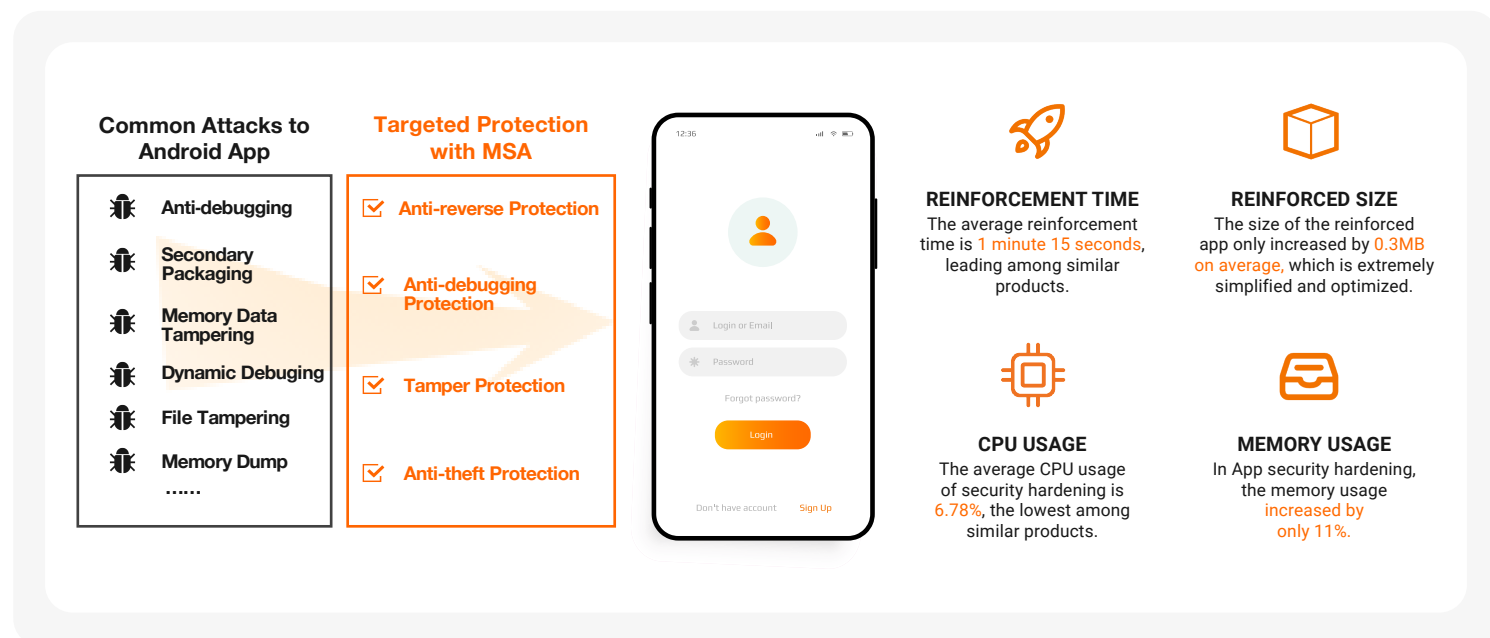 Common Attacks to
Android App
Anti-debugging
Secondary
Packaging
Memory Data
Tampering
Dynamic Debuging
File Tampering
Memory Dump
......
Targeted Protection
with MSA
Anti-reverse Protection
Anti-debugging
Protection
Tamper Protection
Anti-theft Protection
12:36
Login or Email
Password
Forgot password?
Login
Don't have account Sign Up
REINFORCEMENT TIME
The average reinforcement
time is 1 minute 15 seconds,
leading among similar
products.
REINFORCED SIZE
The size of the reinforced
app only increased by 0.3MB
on average, which is extremely
simplified and optimized.
CPU USAGE
The average CPU usage
of security hardening is
6.78%, the lowest among
similar products.
MEMORY USAGE
In App security hardening,
the memory usage
increased by
only 11%.